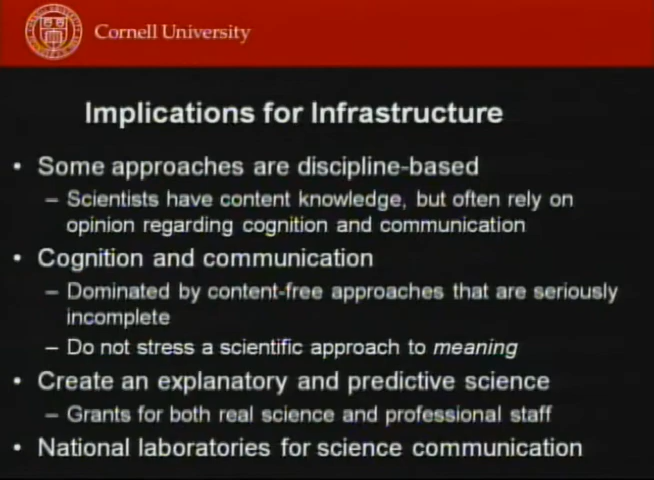 Cornell University
Implications for Infrastructure
• Some approaches are discipline-based
– Scientists have content knowledge, but often rely on
opinion regarding cognition and communication
• Cognition and communication
– Dominated by content-free approaches that are seriously
incomplete
– Do not stress a scientific approach to meaning
• Create an explanatory and predictive science
– Grants for both real science and professional staff
• National laboratories for science communication